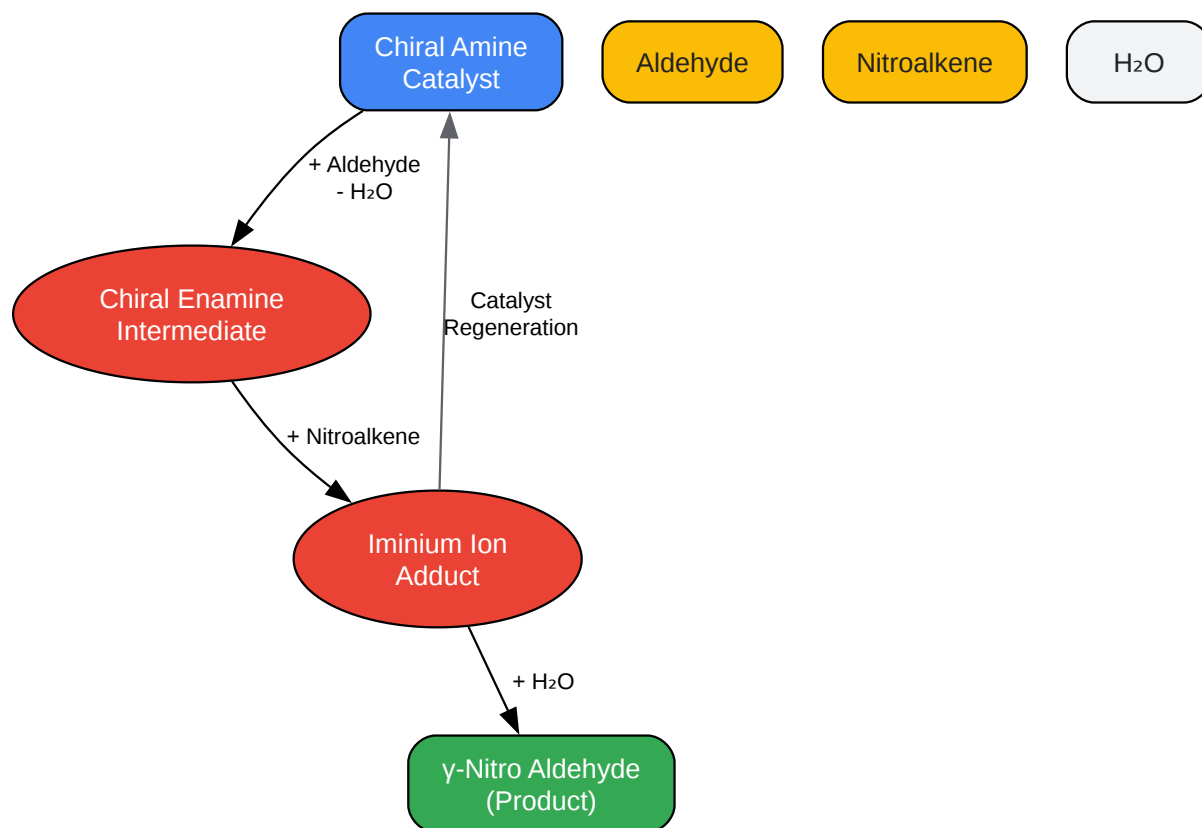 Chiral Amine
Catalyst
Aldehyde
Nitroalkene
H₂O
+ Aldehyde
- H₂O
Chiral Enamine
Intermediate
Catalyst
Regeneration
+ Nitroalkene
Iminium Ion
Adduct
+ H₂O
γ-Nitro Aldehyde
(Product)